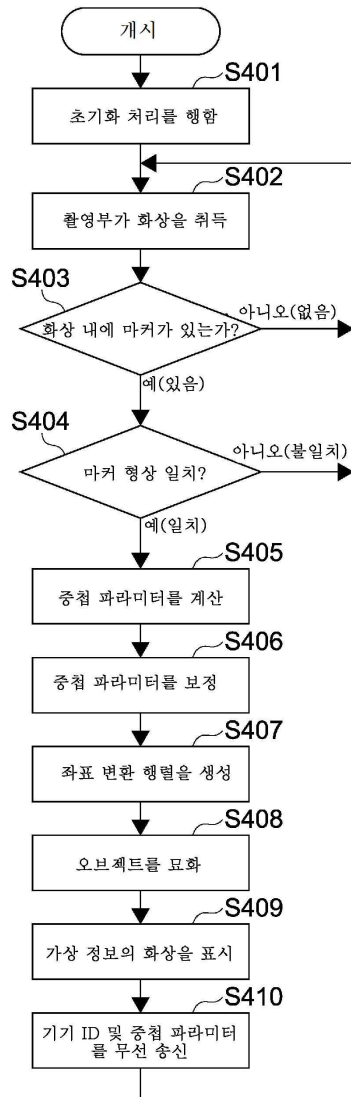 개시
S401
초기화 처리를 행함
S402
촬영부가 화상을 취득
S403
화상 내에 마커가 있는가?
아니오(없음)
예(있음)
S404
마커 형상 일치?
아니오(불일치)
예(일치)
S405
중첩 파라미터를 계산
S406
중첩 파라미터를 보정
S407
좌표 변환 행렬을 생성
S408
오브젝트를 묘화
S409
가상 정보의 화상을 표시
S410
기기 ID 및 중첩 파라미터
를 무선 송신